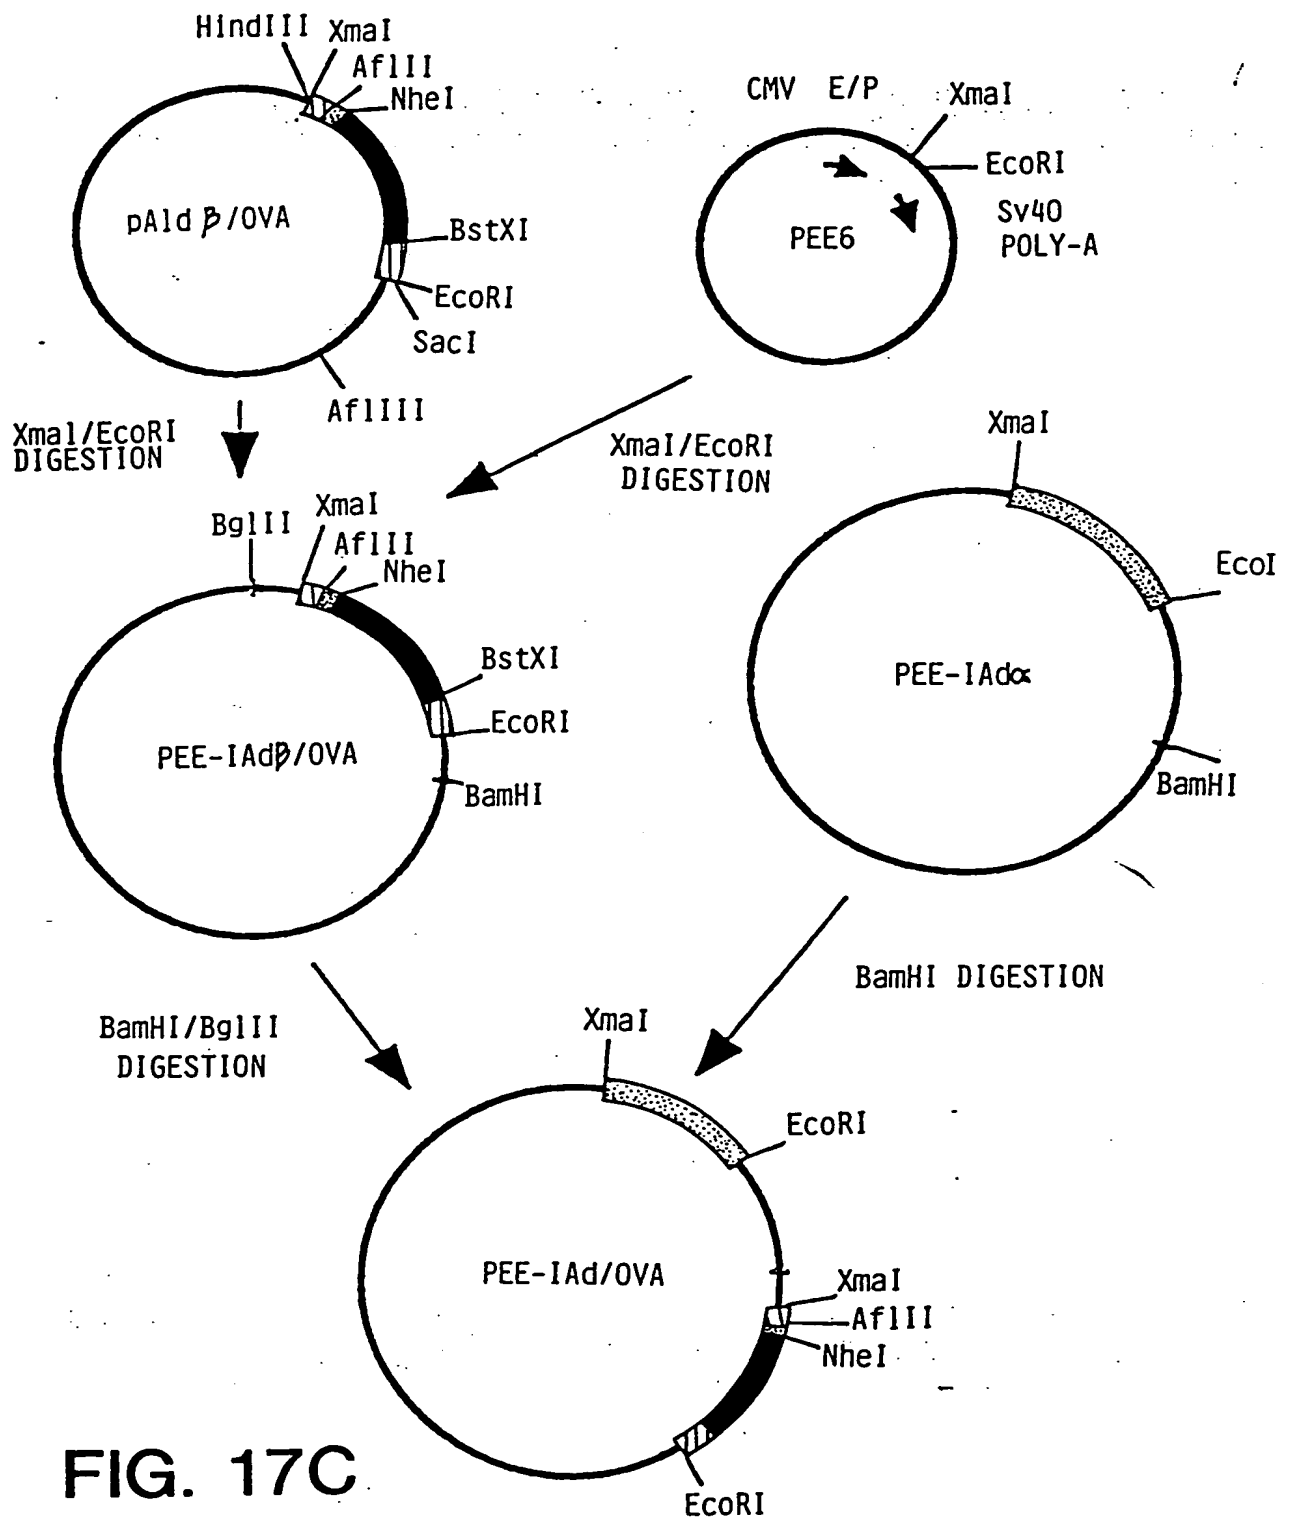 HindIII
XmaI
AflII
NheI
pAld β/OVA
BstXI
EcoRI
SacI
AflIII
CMV E/P
XmaI
EcoRI
Sv40
POLY-A
PEE6
XmaI/EcoRI
DIGESTION
XmaI/EcoRI
DIGESTION
BglII
XmaI
AflII
NheI
BstXI
EcoRI
BamHI
PEE-IAdβ/OVA
XmaI
EcoI
PEE-IAdα
BamHI
BamHI/BglII
DIGESTION
BamHI DIGESTION
XmaI
EcoRI
PEE-IAd/OVA
XmaI
AflII
NheI
EcoRI
FIG. 17C